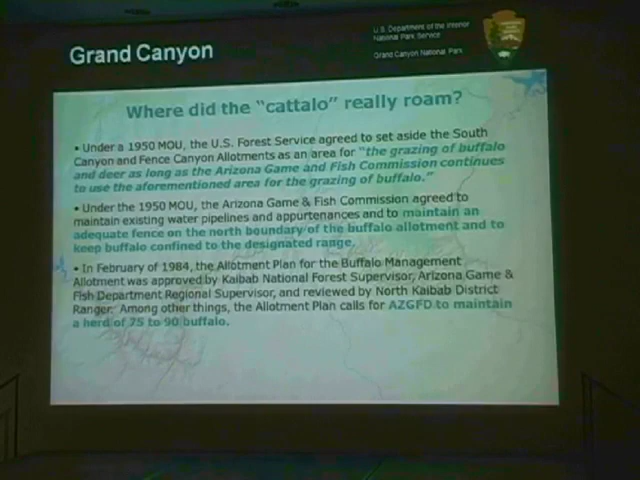 Grand Canyon
U.S. Department of the Interior
National Park Service
Grand Canyon National Park
Where did the "cattalo" really roam?
• Under a 1950 MOU, the U.S. Forest Service agreed to set aside the South
Canyon and Fence Canyon Allotments as an area for "the grazing of buffalo
and deer as long as the Arizona Game and Fish Commission continues
to use the aforementioned area for the grazing of buffalo."
• Under the 1950 MOU, the Arizona Game & Fish Commission agreed to
maintain existing water pipelines and appurtenances and to maintain an
adequate fence on the north boundary of the buffalo allotment and to
keep buffalo confined to the designated range.
• In February of 1984, the Allotment Plan for the Buffalo Management
Allotment was approved by Kaibab National Forest Supervisor, Arizona Game &
Fish Department Regional Supervisor, and reviewed by North Kaibab District
Ranger. Among other things, the Allotment Plan calls for AZGFD to maintain
a herd of 75 to 90 buffalo.